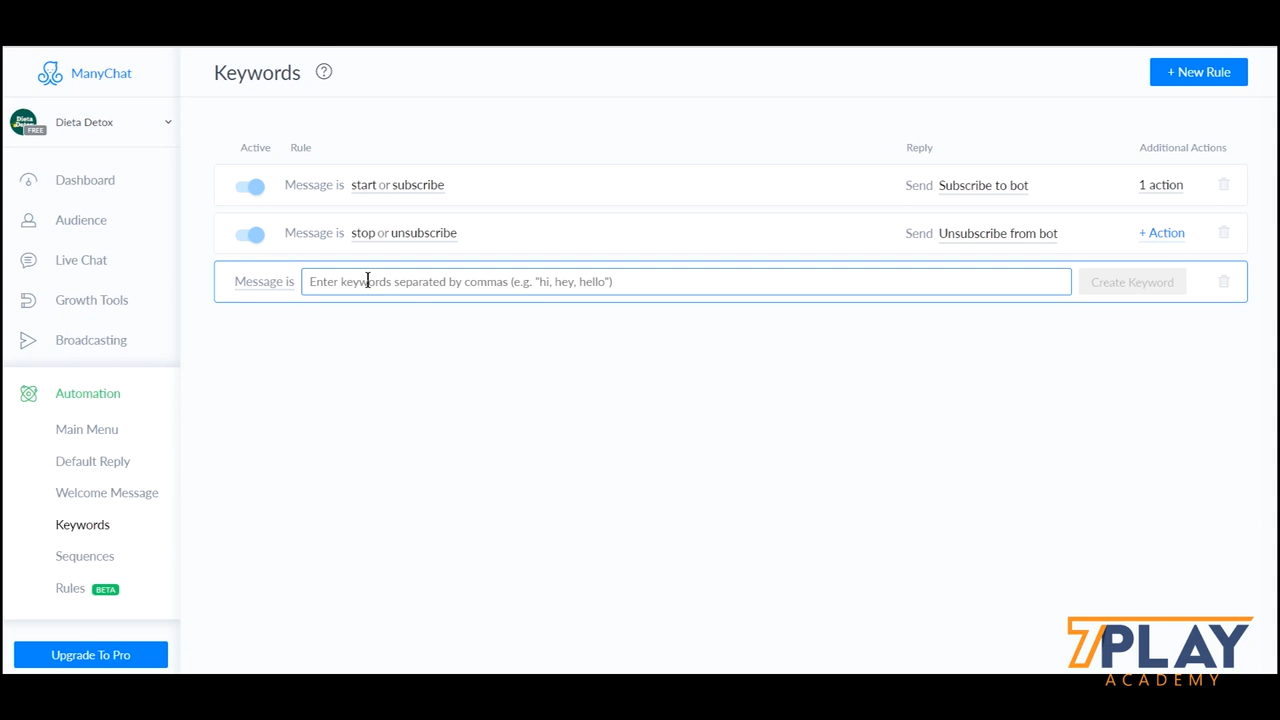 ManyChat
Keywords
?
+ New Rule
FREE
Dieta Detox
Active Rule Reply Additional Actions
Dashboard
Message is start or subscribe Send Subscribe to bot 1 action
Audience
Message is stop or unsubscribe Send Unsubscribe from bot + Action
Live Chat
Message is Enter keywords separated by commas (e.g. "hi, hey, hello") Create Keyword
Growth Tools
Broadcasting
Automation
Main Menu
Default Reply
Welcome Message
Keywords
Sequences
Rules BETA
Upgrade To Pro
7PLAY
ACADEMY